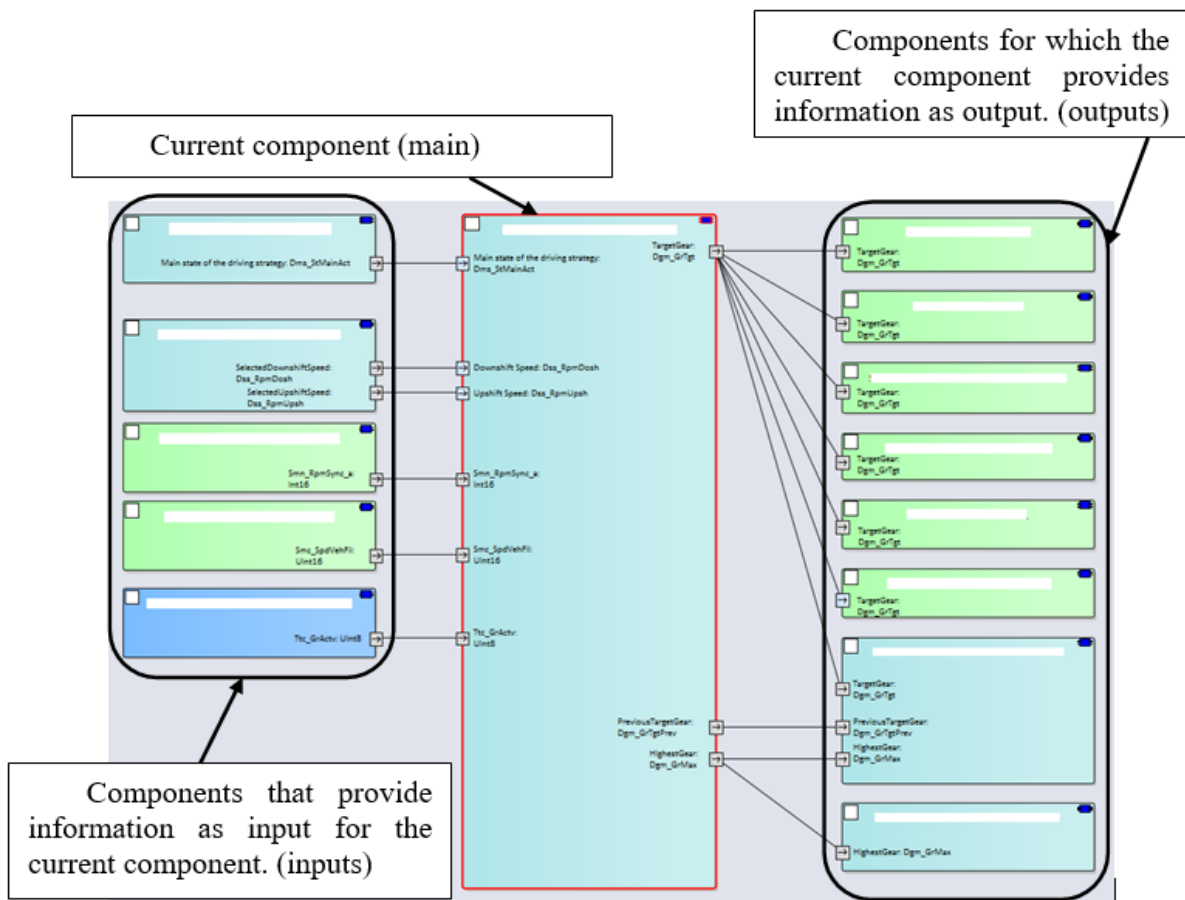 Components for which the
current component provides
information as output. (outputs)
Current component (main)
Main state of the driving strategy: Dms_StMainAct
SelectedDownshiftSpeed:
Dss_RpmDosh
SelectedUpshiftSpeed:
Dss_RpmUpsh
Smn_RpmSync_a:
Int16
Smc_SpdVehFil:
UInt16
Ttc_GrActv: UInt8
TargetGear:
Dgm_GrTgt
Main state of the driving strategy:
Dms_StMainAct
Downshift Speed: Dss_RpmDosh
Upshift Speed: Dss_RpmUpsh
Smn_RpmSync_a:
Int16
Smc_SpdVehFil:
UInt16
Ttc_GrActv:
UInt8
PreviousTargetGear:
Dgm_GrTgtPrev
HighestGear:
Dgm_GrMax
TargetGear:
Dgm_GrTgt
TargetGear:
Dgm_GrTgt
TargetGear:
Dgm_GrTgt
TargetGear:
Dgm_GrTgt
TargetGear:
Dgm_GrTgt
TargetGear:
Dgm_GrTgt
TargetGear:
Dgm_GrTgt
PreviousTargetGear:
Dgm_GrTgtPrev
HighestGear:
Dgm_GrMax
HighestGear: Dgm_GrMax
Components that provide
information as input for the
current component. (inputs)